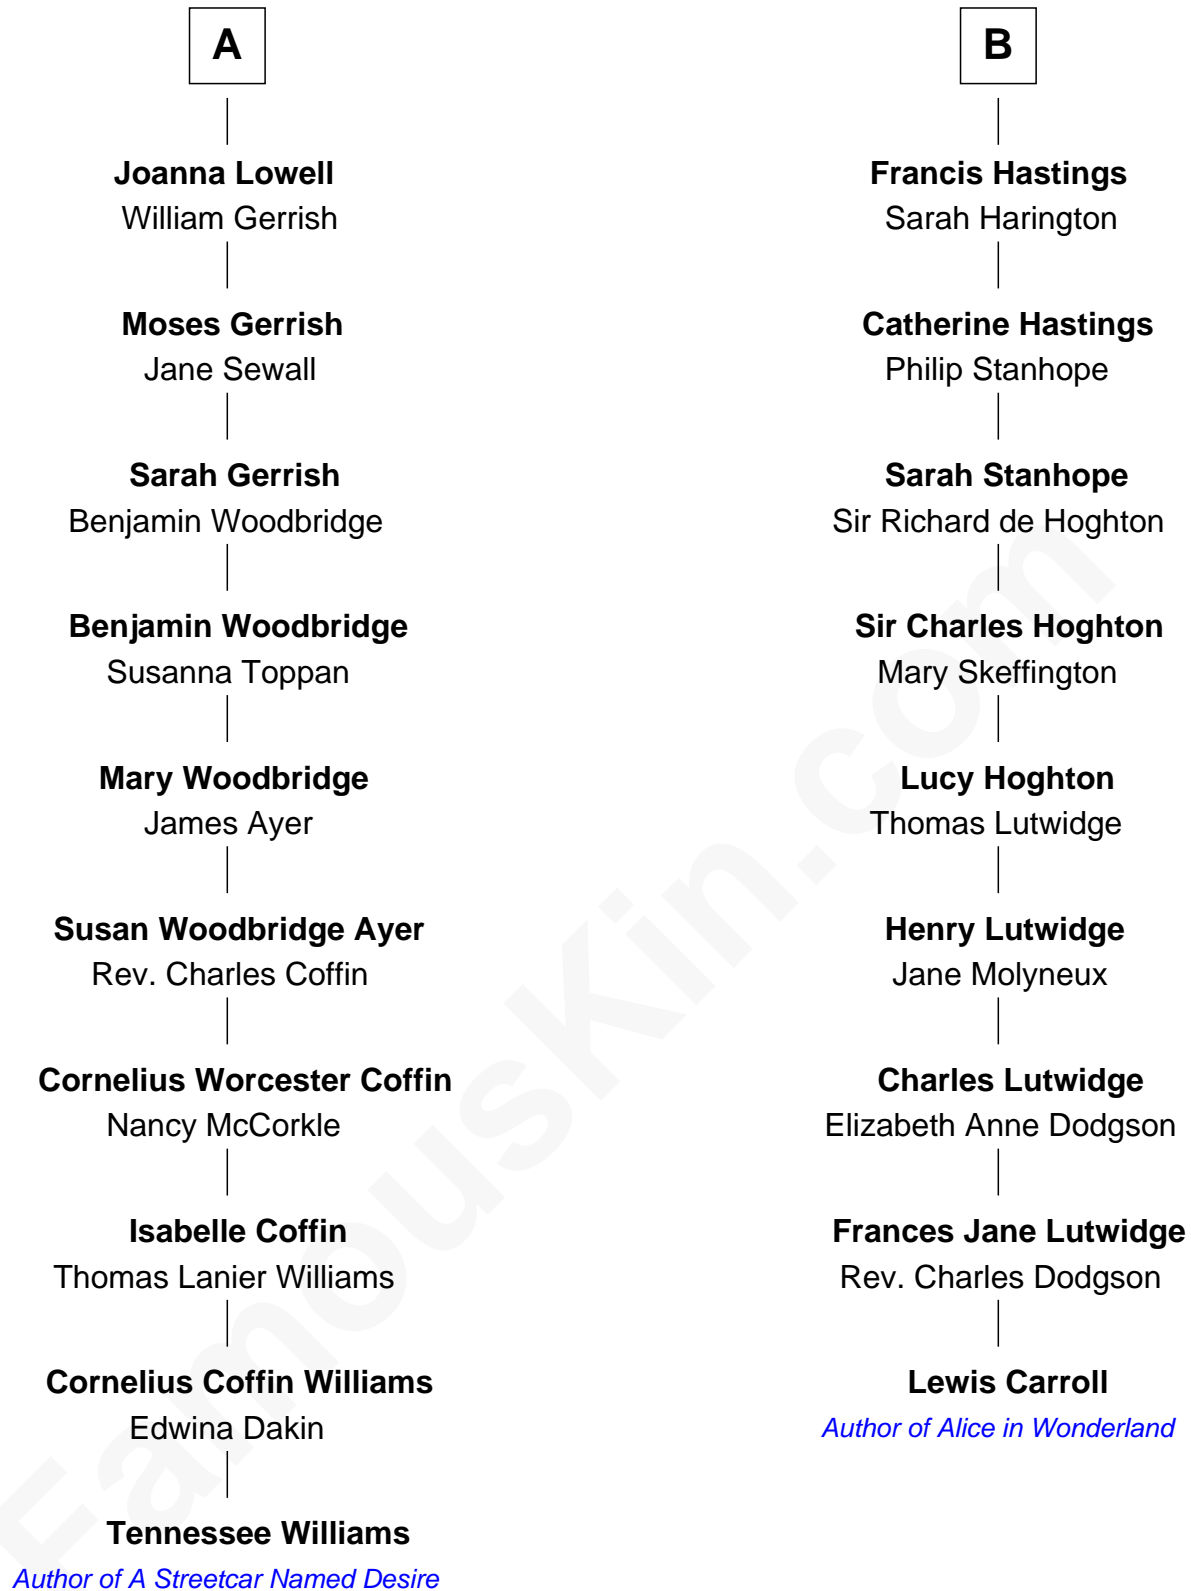 A
Joanna Lowell
William Gerrish
Moses Gerrish
Jane Sewall
Sarah Gerrish
Benjamin Woodbridge
Benjamin Woodbridge
Susanna Toppan
Mary Woodbridge
James Ayer
Susan Woodbridge Ayer
Rev. Charles Coffin
Cornelius Worcester Coffin
Nancy McCorkle
Isabelle Coffin
Thomas Lanier Williams
Cornelius Coffin Williams
Edwina Dakin
Tennessee Williams
Author of A Streetcar Named Desire
B
Francis Hastings
Sarah Harington
Catherine Hastings
Philip Stanhope
Sarah Stanhope
Sir Richard de Hoghton
Sir Charles Hoghton
Mary Skeffington
Lucy Hoghton
Thomas Lutwidge
Henry Lutwidge
Jane Molyneux
Charles Lutwidge
Elizabeth Anne Dodgson
Frances Jane Lutwidge
Rev. Charles Dodgson
Lewis Carroll
Author of Alice in Wonderland
FamousKin.com